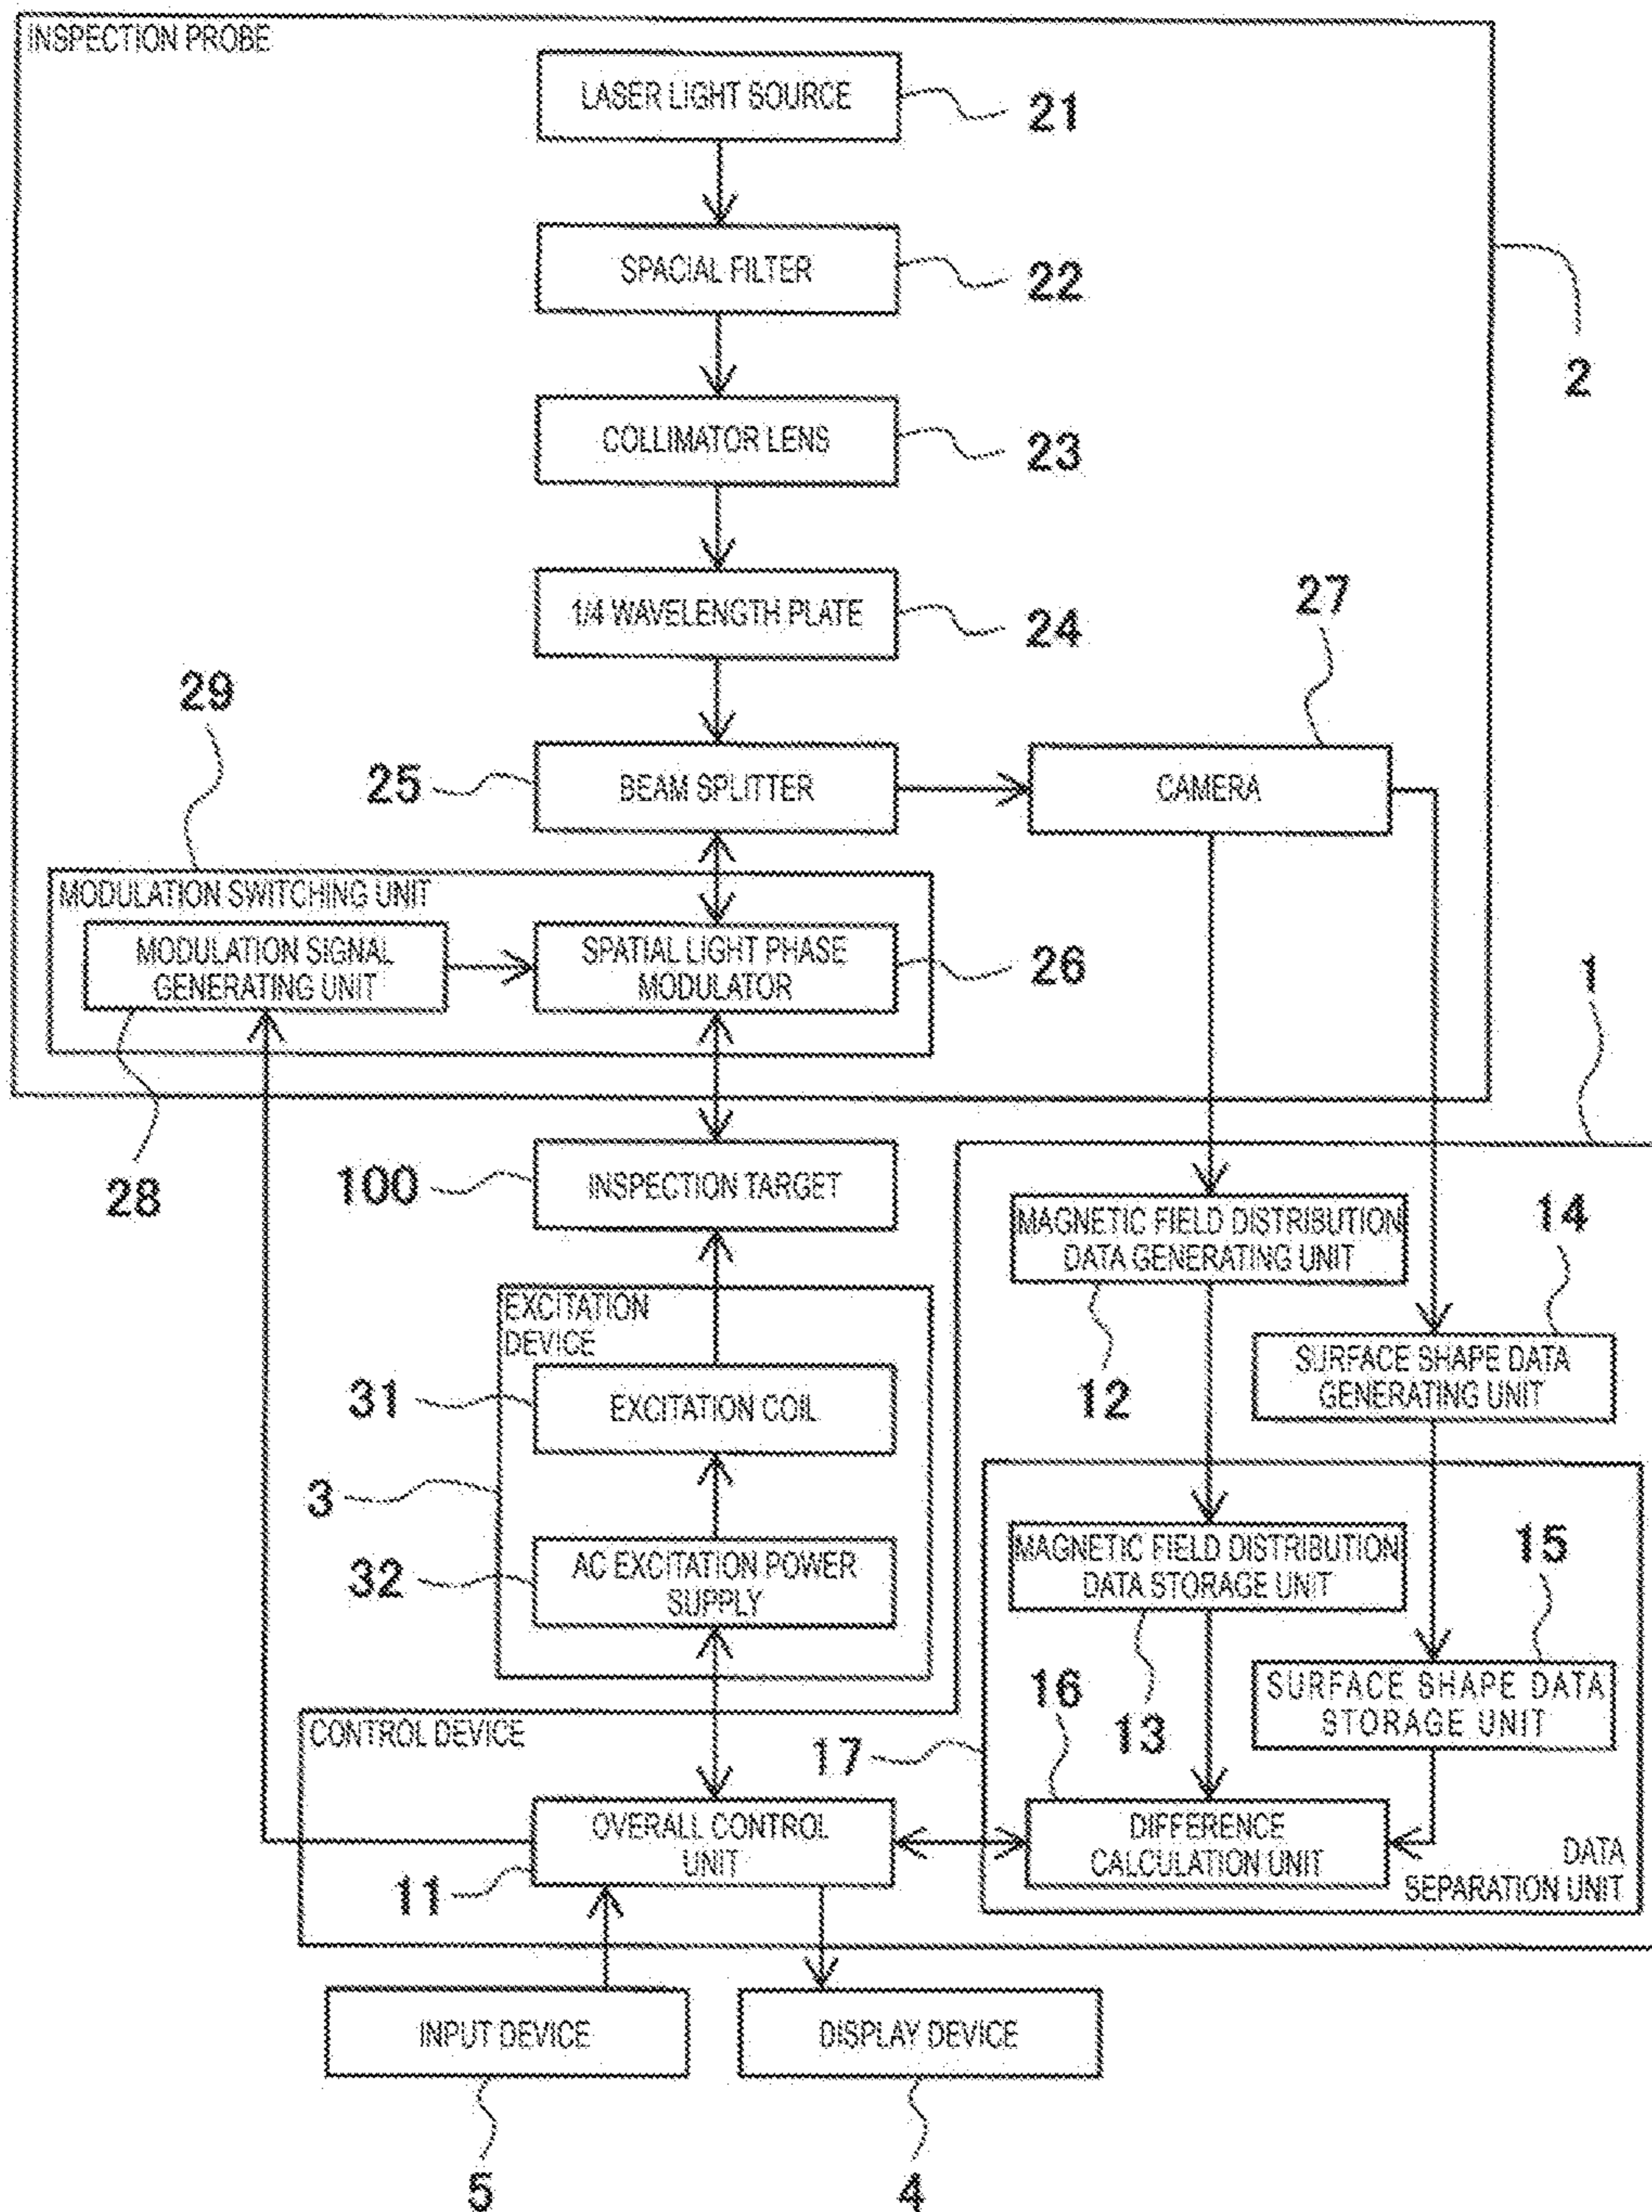 INSPECTION PROBE
LASER LIGHT SOURCE
21
SPACIAL FILTER
22
2
COLLIMATOR LENS
23
1/4 WAVELENGTH PLATE
24
27
29
25
BEAM SPLITTER
CAMERA
MODULATION SWITCHING UNIT
MODULATION SIGNAL
GENERATING UNIT
SPATIAL LIGHT PHASE
MODULATOR
26
1
28
100
INSPECTION TARGET
MAGNETIC FIELD DISTRIBUTION
DATA GENERATING UNIT
14
EXCITATION
DEVICE
12
SURFACE SHAPE DATA
GENERATING UNIT
31
EXCITATION COIL
3
MAGNETIC FIELD DISTRIBUTION
DATA STORAGE UNIT
15
32
AC EXCITATION POWER
SUPPLY
16
SURFACE SHAPE DATA
STORAGE UNIT
CONTROL DEVICE
17
13
OVERALL CONTROL
UNIT
DIFFERENCE
CALCULATION UNIT
DATA
SEPARATION UNIT
11
INPUT DEVICE
DISPLAY DEVICE
5
4